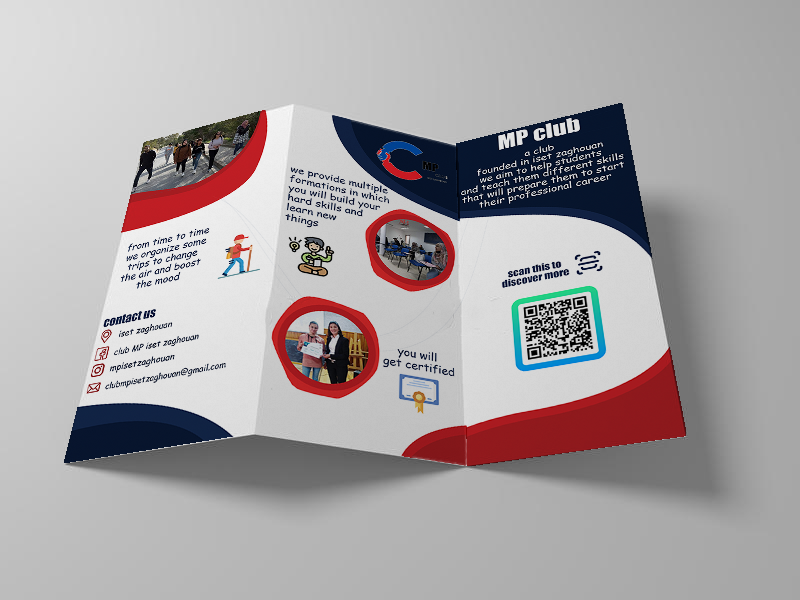 from time to time
we organize some
trips to change
the air and boost
the mood
contact us
iset zaghouan
club MP iset zaghouan
mpisetzaghouan
clubmpisetzaghouan@gmail.com
we provide multiple
formations in which
you will build your
hard skills and
learn new
things
you will
get certified
MP
MP club
a club
founded in iset zaghouan
we aim to help students
and teach them different skills
that will prepare them to start
their professional career
scan this to
discover more